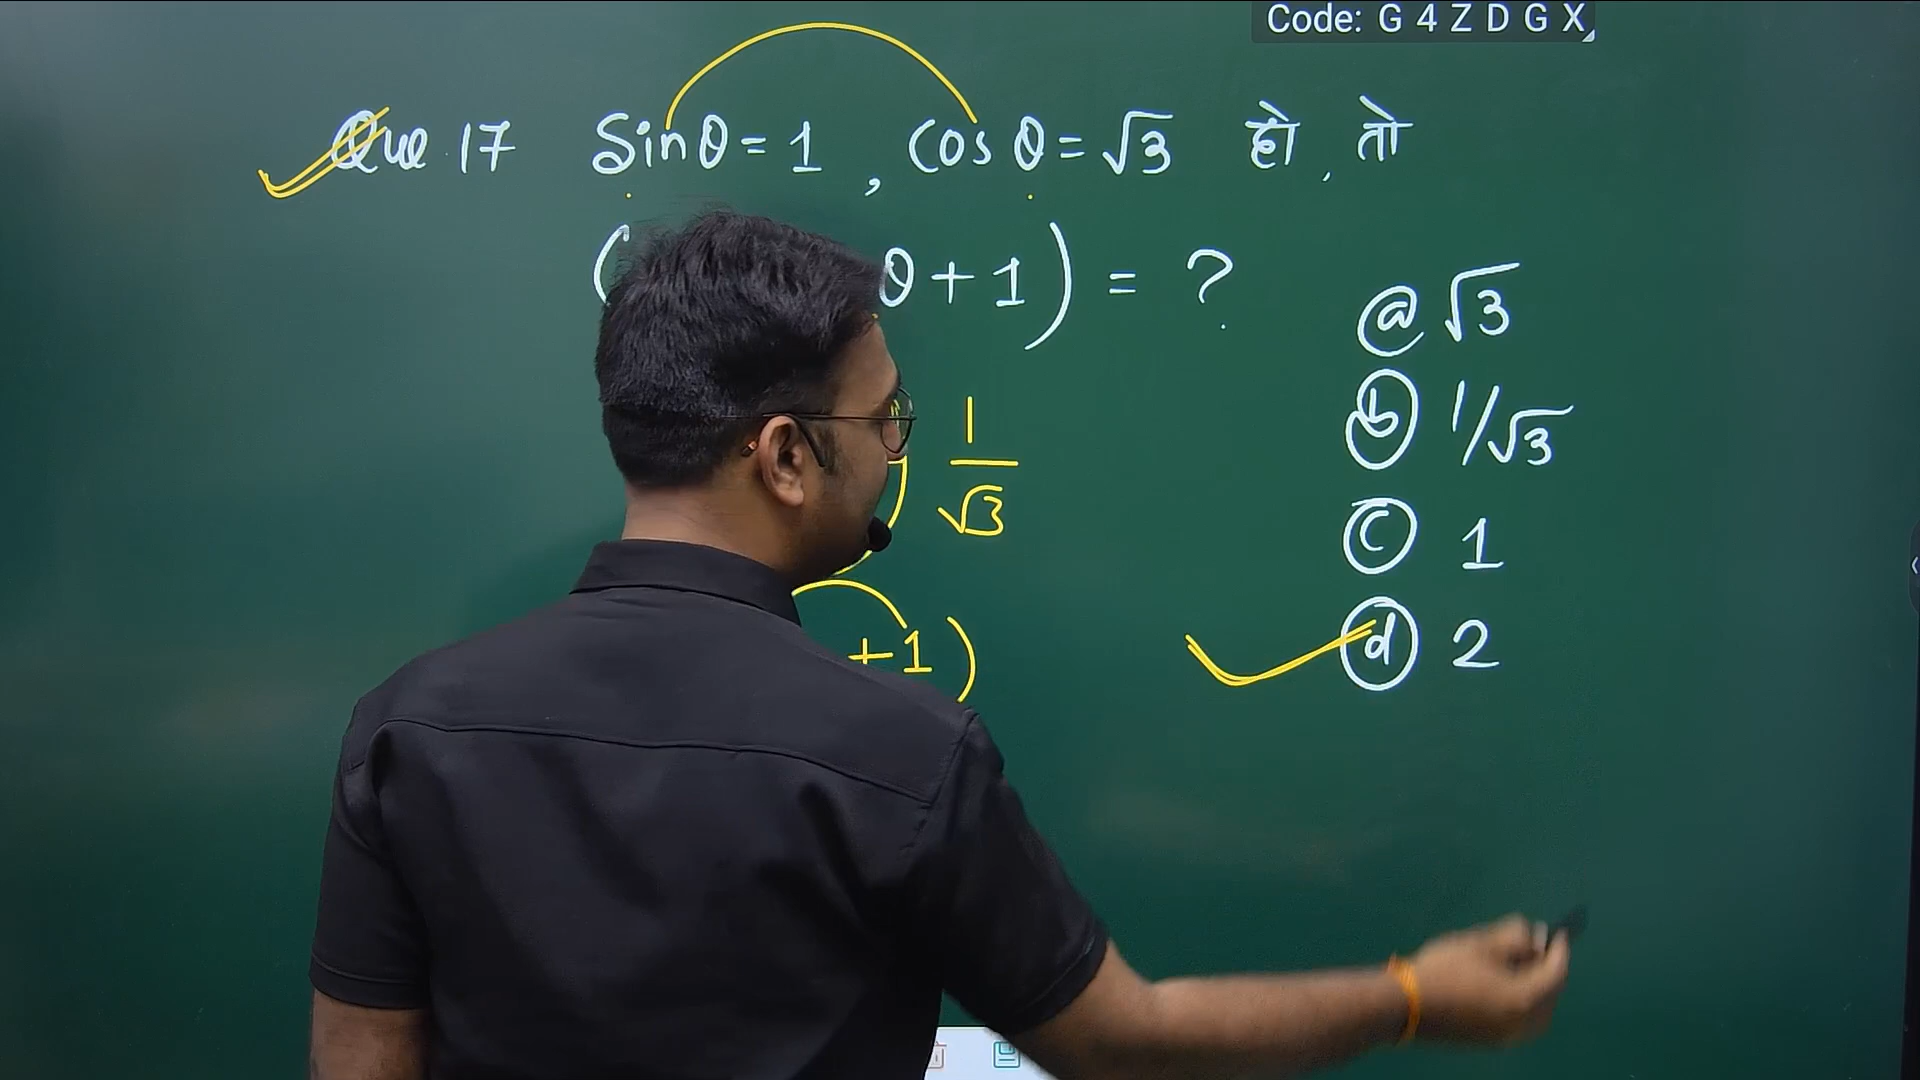 Code: G 4 Z D G X
Que 17 Sinθ = 1, Cos θ = √3 हो, तो
( θ + 1 ) = ?
@ √3
b 1/√3
c 1
d 2
1/√3
+1)